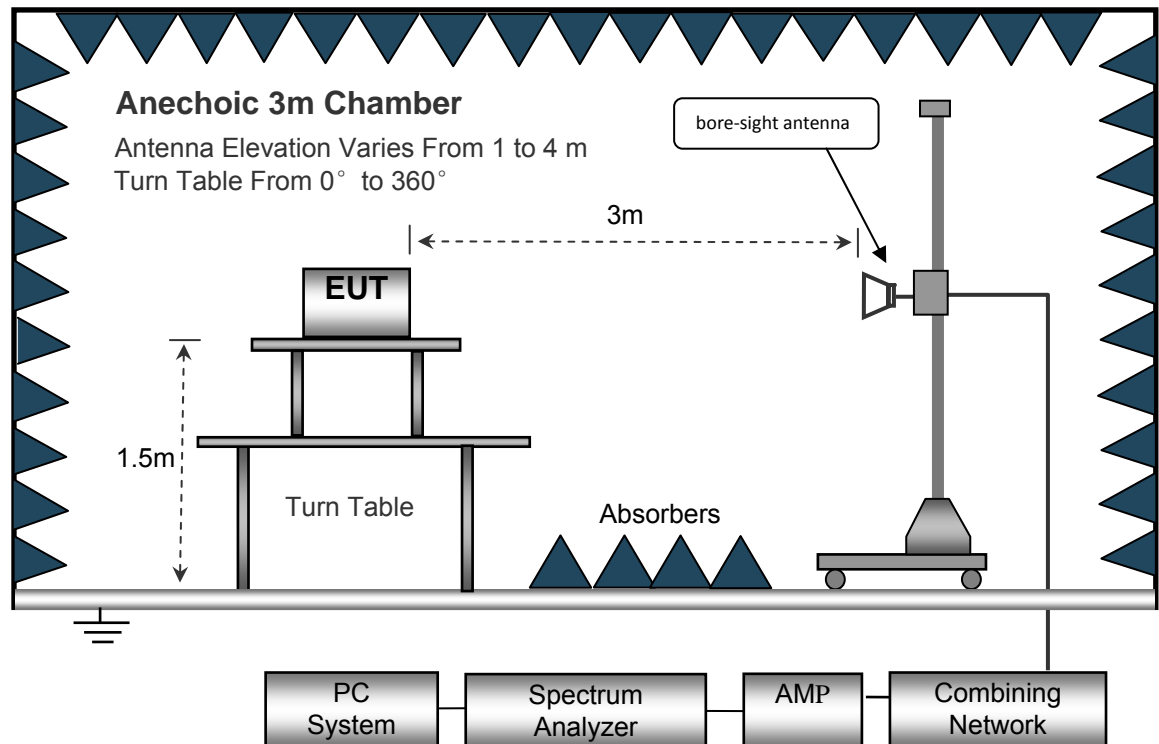 Anechoic 3m Chamber
Antenna Elevation Varies From 1 to 4 m
Turn Table From 0° to 360°
bore-sight antenna
3m
EUT
1.5m
Turn Table
Absorbers
PC
System
Spectrum
Analyzer
AMP
Combining
Network